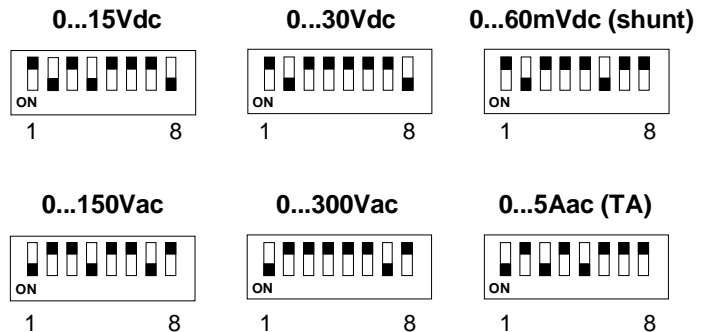 0...15Vdc 0...30Vdc 0...60mVdc (shunt)
ON ON ON
1 8 1 8 1 8
0...150Vac 0...300Vac 0...5Aac (TA)
ON ON ON
1 8 1 8 1 8